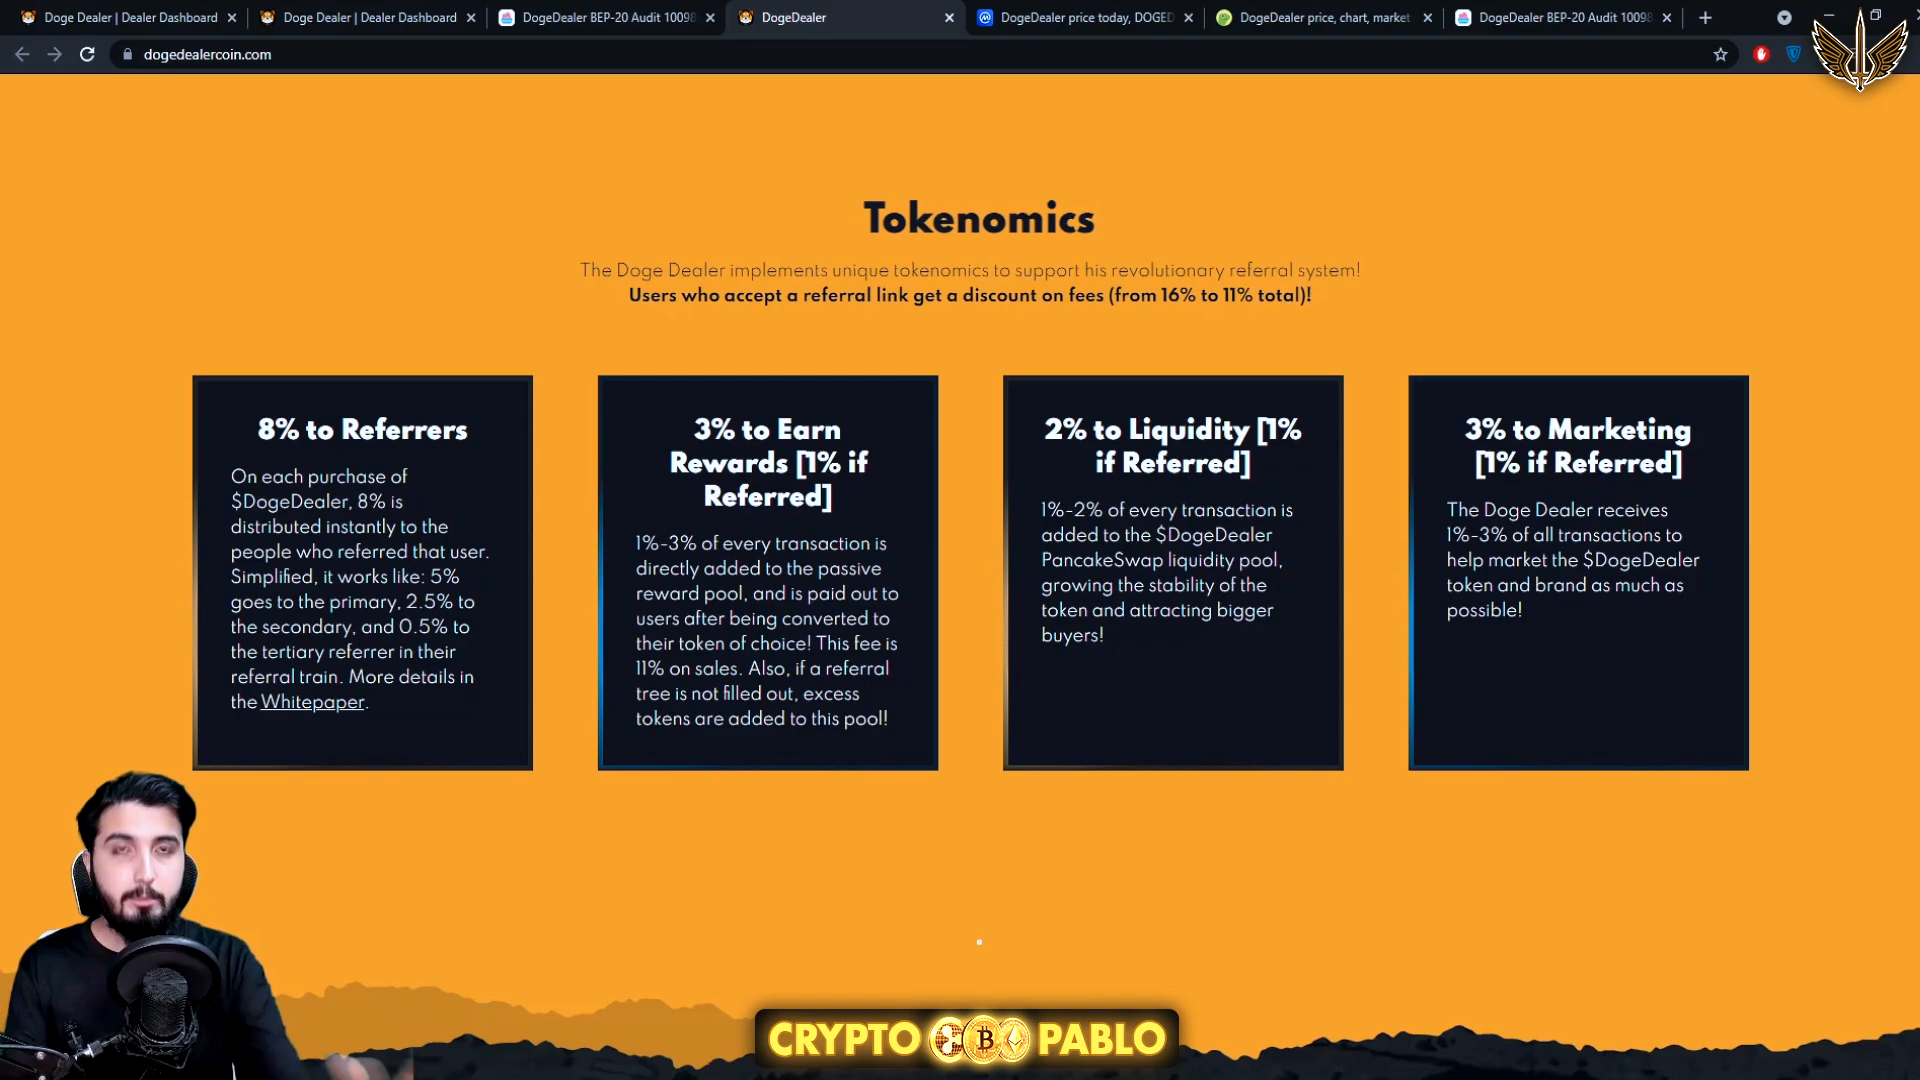 Doge Dealer | Dealer Dashboard
Doge Dealer | Dealer Dashboard
DogeDealer BEP-20 Audit 10098
DogeDealer
DogeDealer price today, DOGED
DogeDealer price, chart, market
DogeDealer BEP-20 Audit 10098
dogedealercoin.com
Tokenomics
The Doge Dealer implements unique tokenomics to support his revolutionary referral system!
Users who accept a referral link get a discount on fees (from 16% to 11% total)!
8% to Referrers
On each purchase of
$DogeDealer, 8% is
distributed instantly to the
people who referred that user.
Simplified, it works like: 5%
goes to the primary, 2.5% to
the secondary, and 0.5% to
the tertiary referrer in their
referral train. More details in
the Whitepaper.
3% to Earn
Rewards [1% if
Referred]
1%-3% of every transaction is
directly added to the passive
reward pool, and is paid out to
users after being converted to
their token of choice! This fee is
11% on sales. Also, if a referral
tree is not filled out, excess
tokens are added to this pool!
2% to Liquidity [1%
if Referred]
1%-2% of every transaction is
added to the $DogeDealer
PancakeSwap liquidity pool,
growing the stability of the
token and attracting bigger
buyers!
3% to Marketing
[1% if Referred]
The Doge Dealer receives
1%-3% of all transactions to
help market the $DogeDealer
token and brand as much as
possible!
CRYPTO PABLO